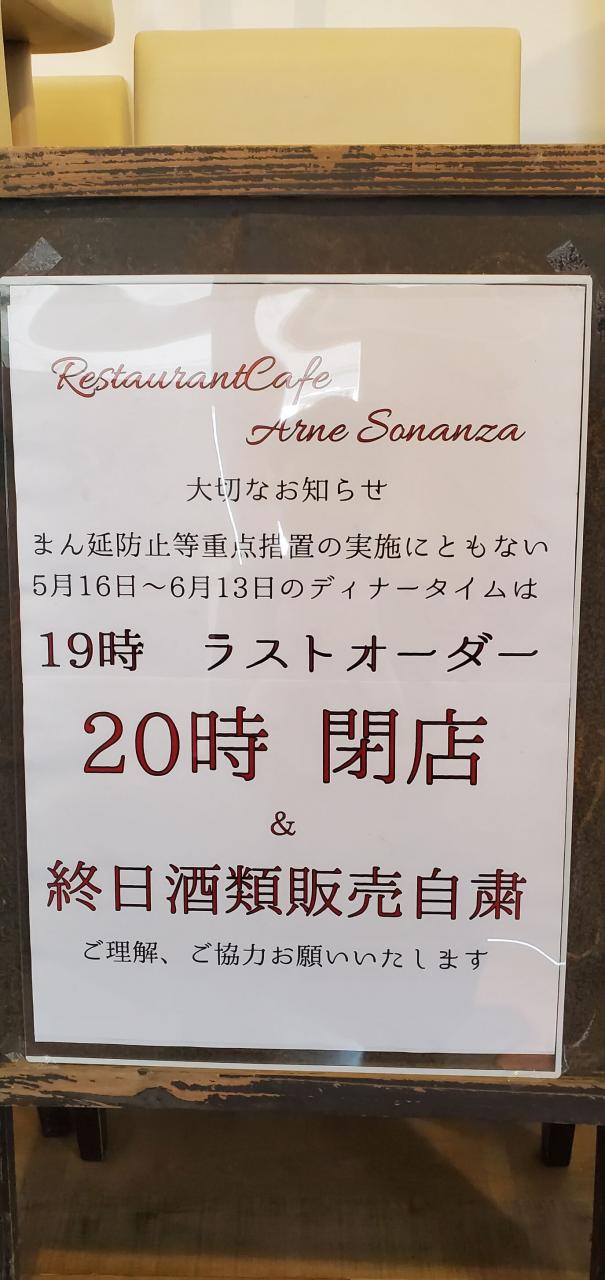 RestaurantCafe
Arne Sonanza
大切なお知らせ
まん延防止等重点措置の実施にともない
5月16日～6月13日のディナータイムは
19時 ラストオーダー
20時 閉店
&
終日酒類販売自粛
ご理解、ご協力お願いいたします